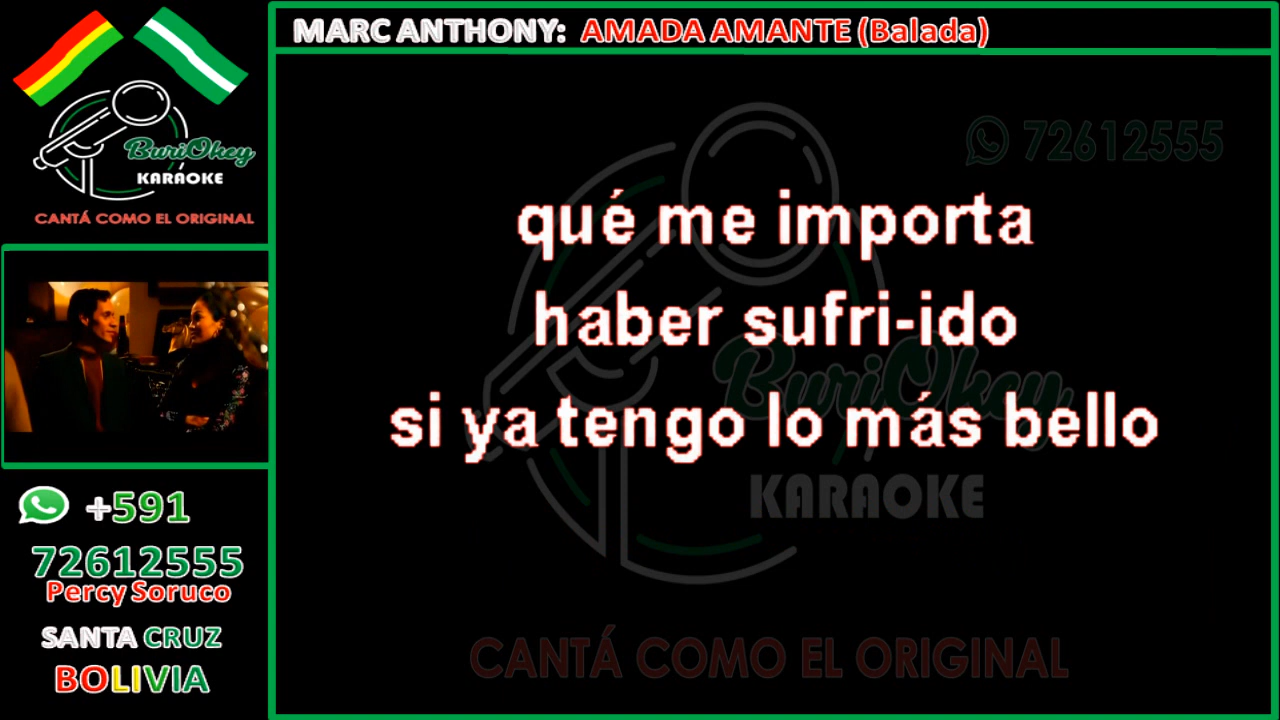 MARC ANTHONY: AMADA AMANTE (Balada)
BuriOkey
KARAOKE
CANTÁ COMO EL ORIGINAL
72612555
qué me importa
haber sufri-ido
si ya tengo lo más bello
BuriOkey
KARAOKE
CANTÁ COMO EL ORIGINAL
+591
72612555
Percy Soruco
SANTA CRUZ
BOLIVIA